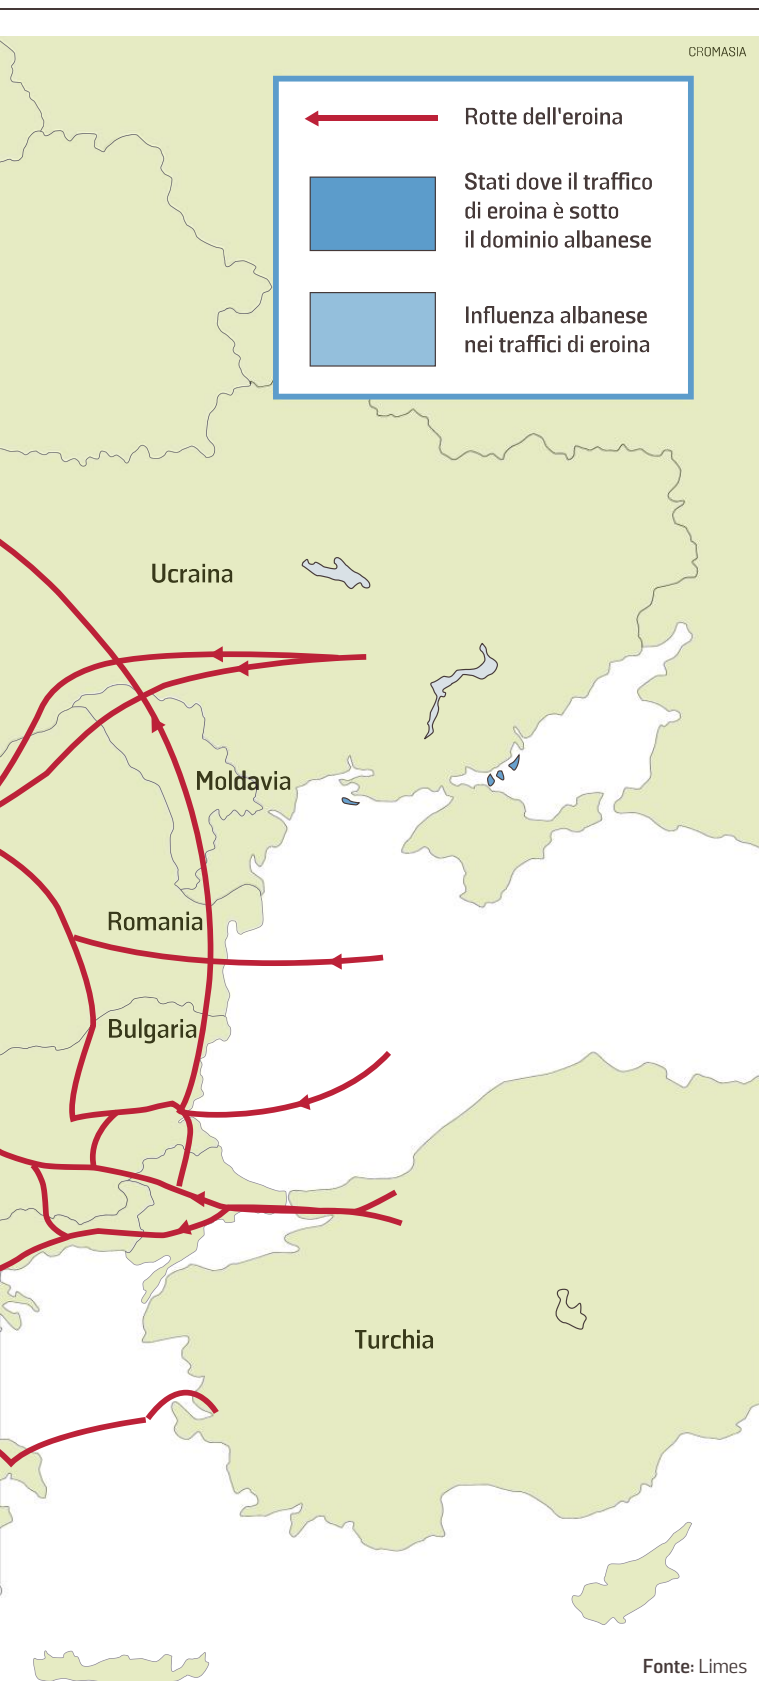 CROMASIA
Rotte dell'eroina
Stati dove il traffico
di eroina è sotto
il dominio albanese
Influenza albanese
nei traffici di eroina
Ucraina
Moldavia
Romania
Bulgaria
Turchia
Fonte: Limes